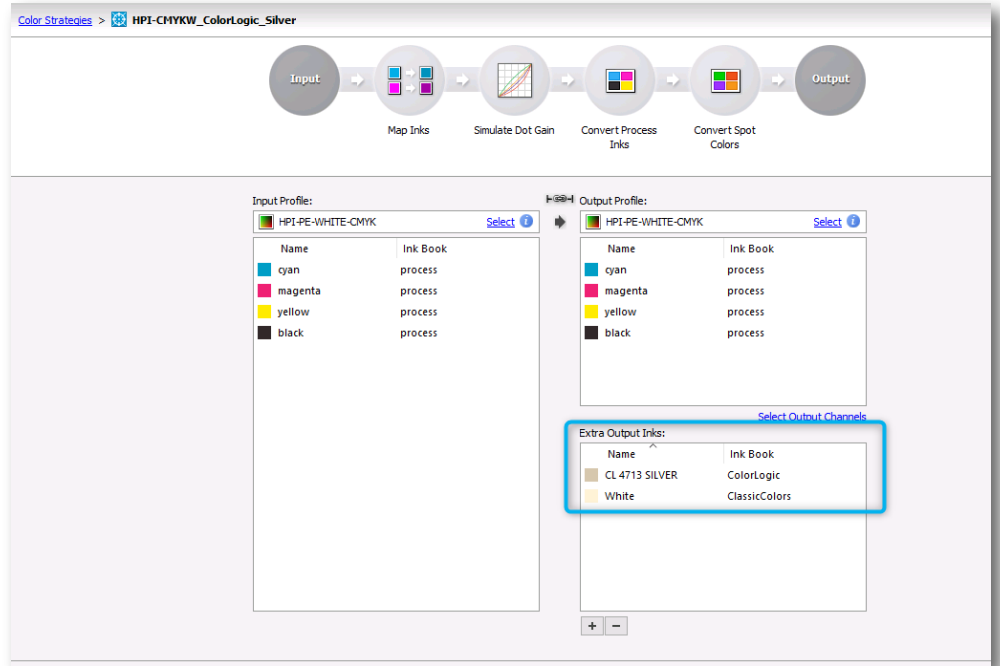 Color Strategies > HPI-CMYKW_ColorLogic_Silver
Input
Output
Map Inks
Simulate Dot Gain
Convert Process
Inks
Convert Spot
Colors
Input Profile:
HPI-PE-WHITE-CMYK Select
Name Ink Book
cyan process
magenta process
yellow process
black process
Output Profile:
HPI-PE-WHITE-CMYK Select
Name Ink Book
cyan process
magenta process
yellow process
black process
Select Output Channels
Extra Output Inks:
Name Ink Book
CL 4713 SILVER ColorLogic
White ClassicColors
+ −